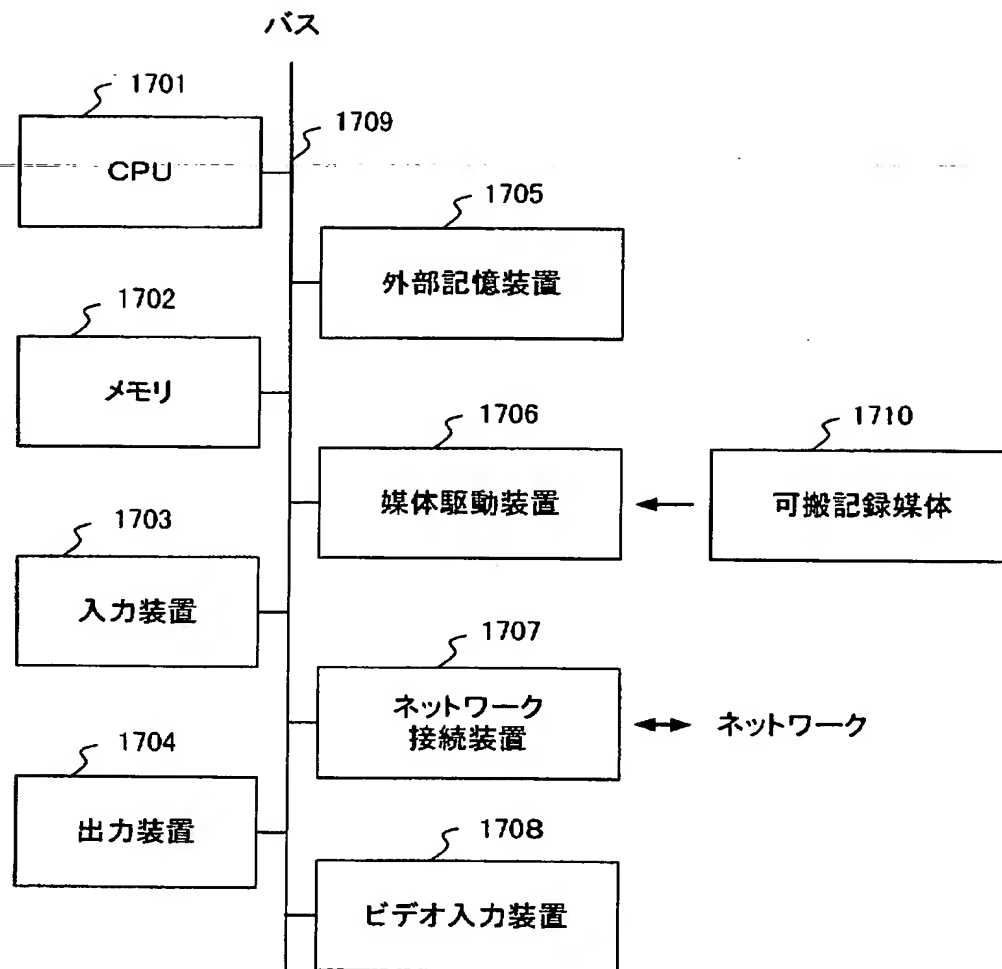 バス
1701
CPU
1709
1705
外部記憶装置
1702
メモリ
1706
媒体駆動装置
1710
可搬記録媒体
1703
入力装置
1707
ネットワーク
接続装置
ネットワーク
1704
出力装置
1708
ビデオ入力装置